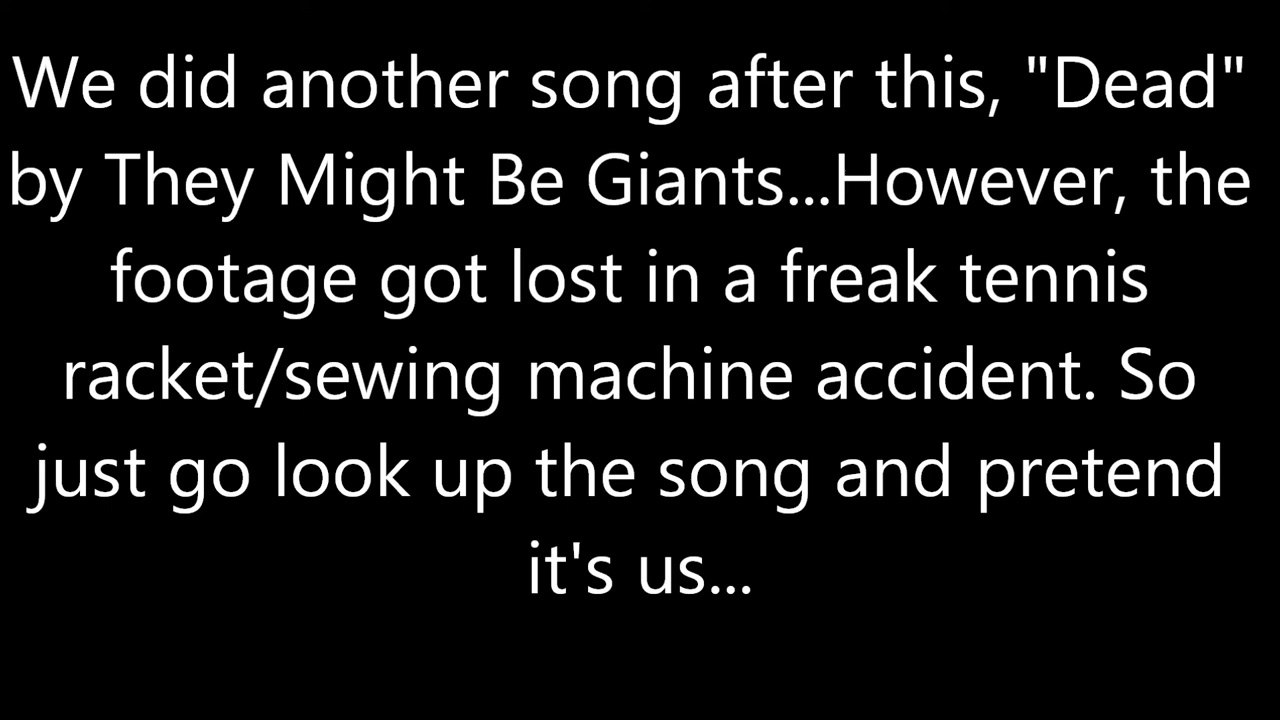 We did another song after this, "Dead"
by They Might Be Giants...However, the
footage got lost in a freak tennis
racket/sewing machine accident. So
just go look up the song and pretend
it's us...